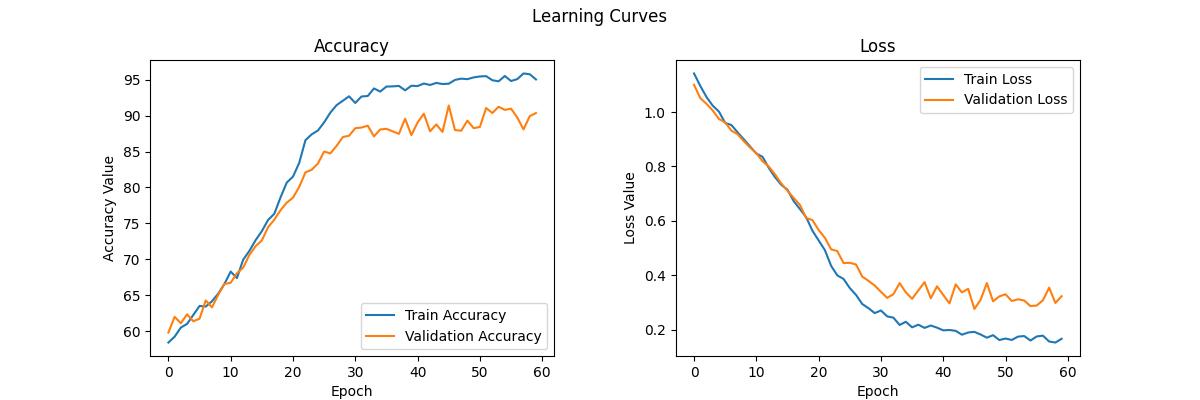 Learning Curves
Accuracy
95
90
85
80
75
70
65
60
Accuracy Value
Train Accuracy
Validation Accuracy
0 10 20 30 40 50 60
Epoch
Loss
1.0
0.8
0.6
0.4
0.2
Loss Value
Train Loss
Validation Loss
0 10 20 30 40 50 60
Epoch